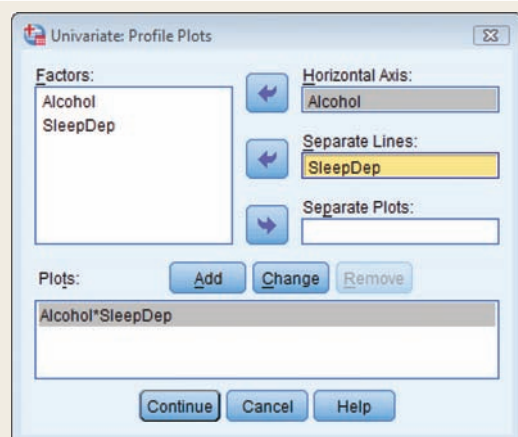 Univariate: Profile Plots
Factors:
Alcohol
SleepDep
Horizontal Axis:
Alcohol
Separate Lines:
SleepDep
Separate Plots:
Plots:
Add Change Remove
Alcohol*SleepDep
Continue Cancel Help